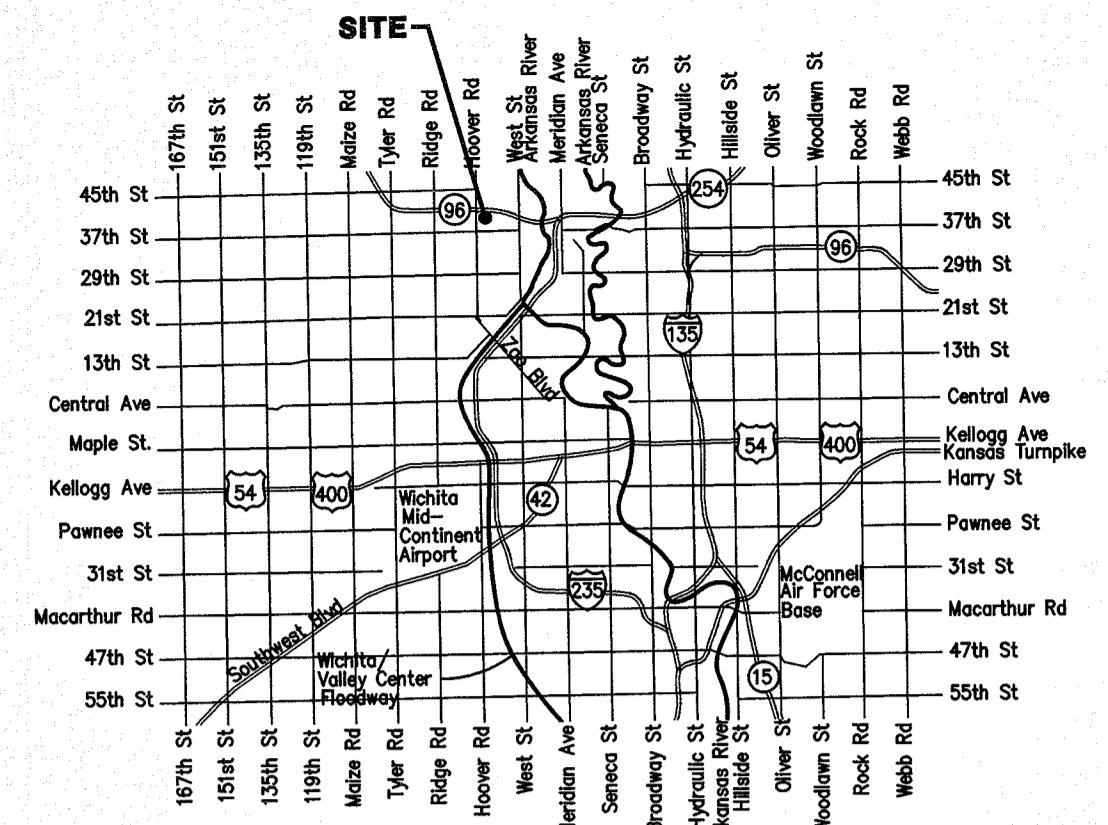 SITE
167th St
151st St
135th St
119th St
Maize Rd
Tyler Rd
Ridge Rd
Hoover Rd
West St
Arkansas River
Meridian Ave
Arkansas River
Seneca St
Broadway St
Hydraulic St
Hillside St
Oliver St
Woodlawn St
Rock Rd
Webb Rd
45th St
254
45th St
96
37th St
37th St
96
29th St
29th St
21st St
21st St
135
13th St
Zoo Blvd
13th St
Central Ave
Central Ave
Maple St.
54
400
Kellogg Ave
Kansas Turnpike
Kellogg Ave
54
400
Harry St
42
Wichita
Mid-
Continent
Airport
Pawnee St
Pawnee St
31st St
31st St
235
McConnell
Air Force
Base
Macarthur Rd
Macarthur Rd
Southwest Blvd
47th St
47th St
Wichita/
Valley Center
Floodway
15
55th St
55th St
167th St
151st St
135th St
119th St
Maize Rd
Tyler Rd
Ridge Rd
Hoover Rd
West St
Meridian Ave
Seneca St
Broadway St
Hydraulic St
Arkansas River
Hillside St
Oliver St
Woodlawn St
Rock Rd
Webb Rd